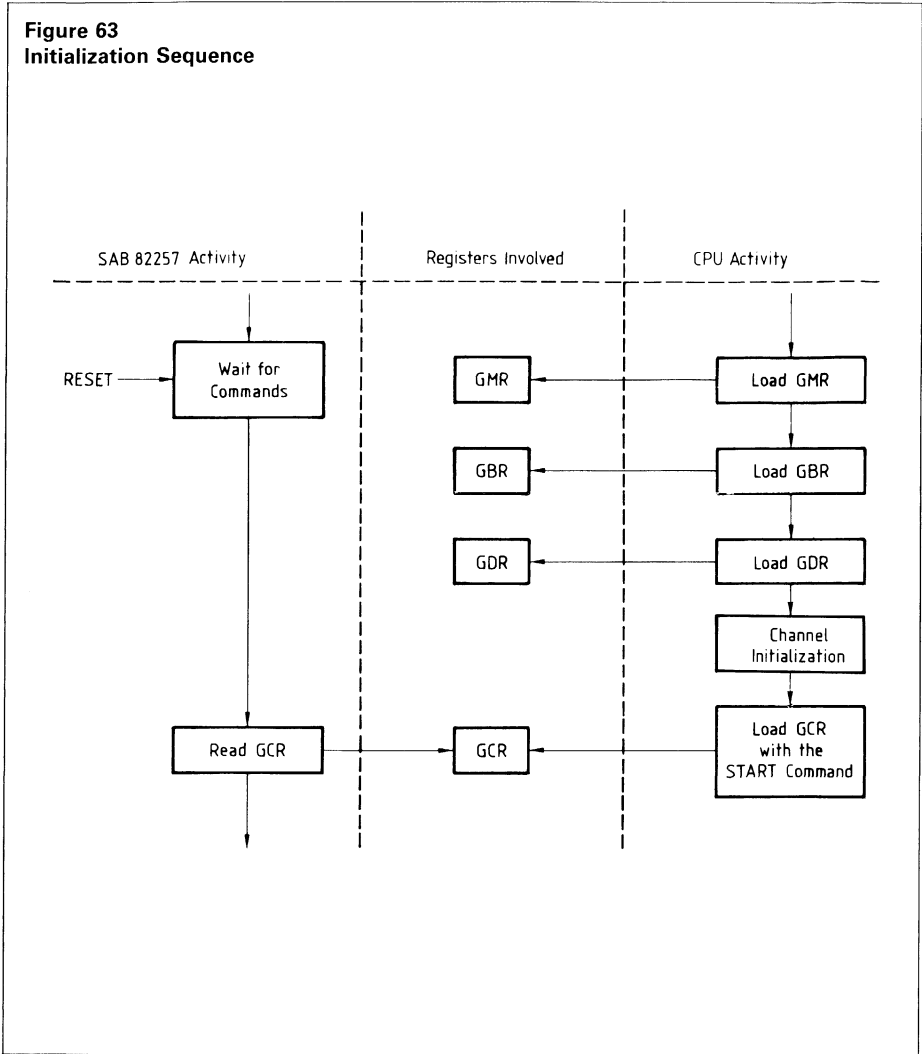 Figure 63
Initialization Sequence
SAB 82257 Activity
Registers Involved
CPU Activity
RESET
Wait for
Commands
GMR
Load GMR
GBR
Load GBR
GDR
Load GDR
Channel
Initialization
Read GCR
GCR
Load GCR
with the
START Command